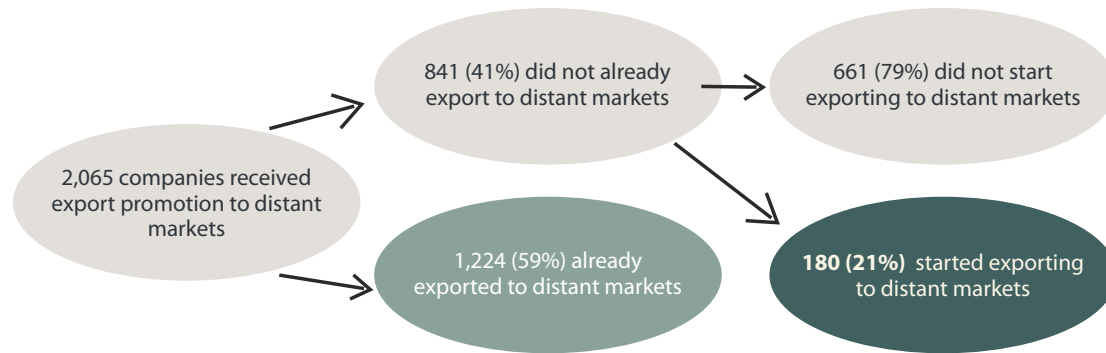 841 (41%) did not already
export to distant markets
661 (79%) did not start
exporting to distant markets
2,065 companies received
export promotion to distant
markets
1,224 (59%) already
exported to distant markets
180 (21%) started exporting
to distant markets